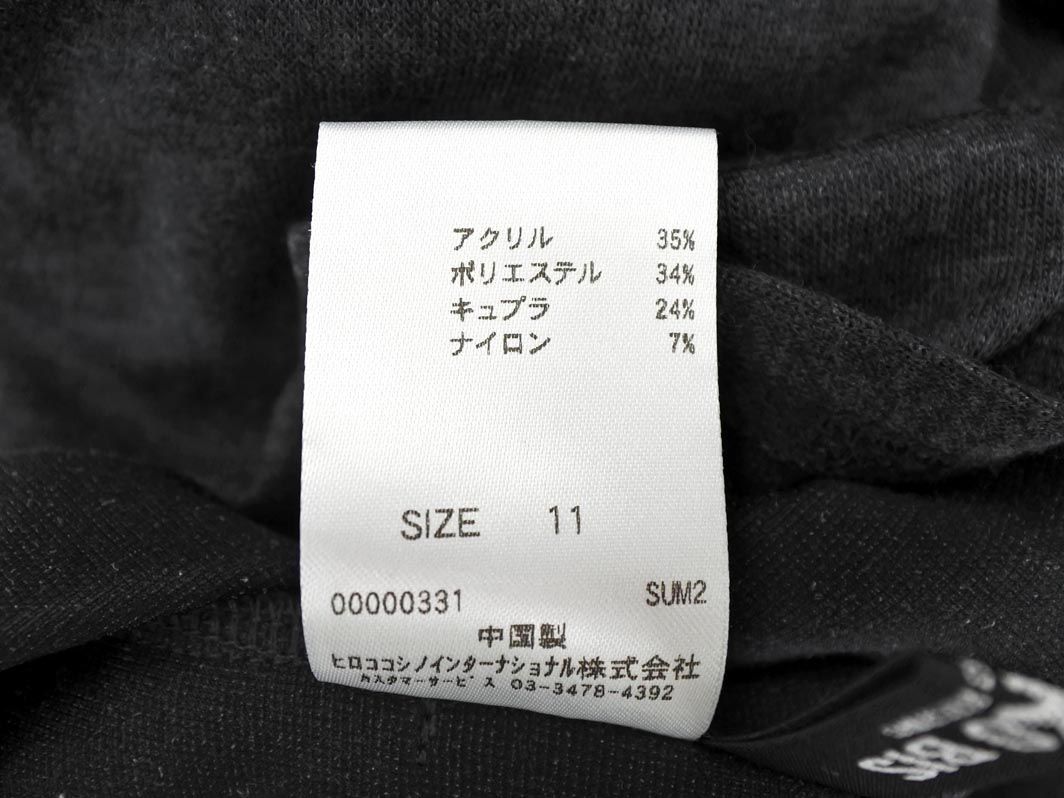 アクリル 35%
ポリエステル 34%
キュプラ 24%
ナイロン 7%
SIZE 11
00000331 SUM2
中国製
ヒロココシノインターナショナル株式会社
カスタマーサービス 03-3478-4392
BIS